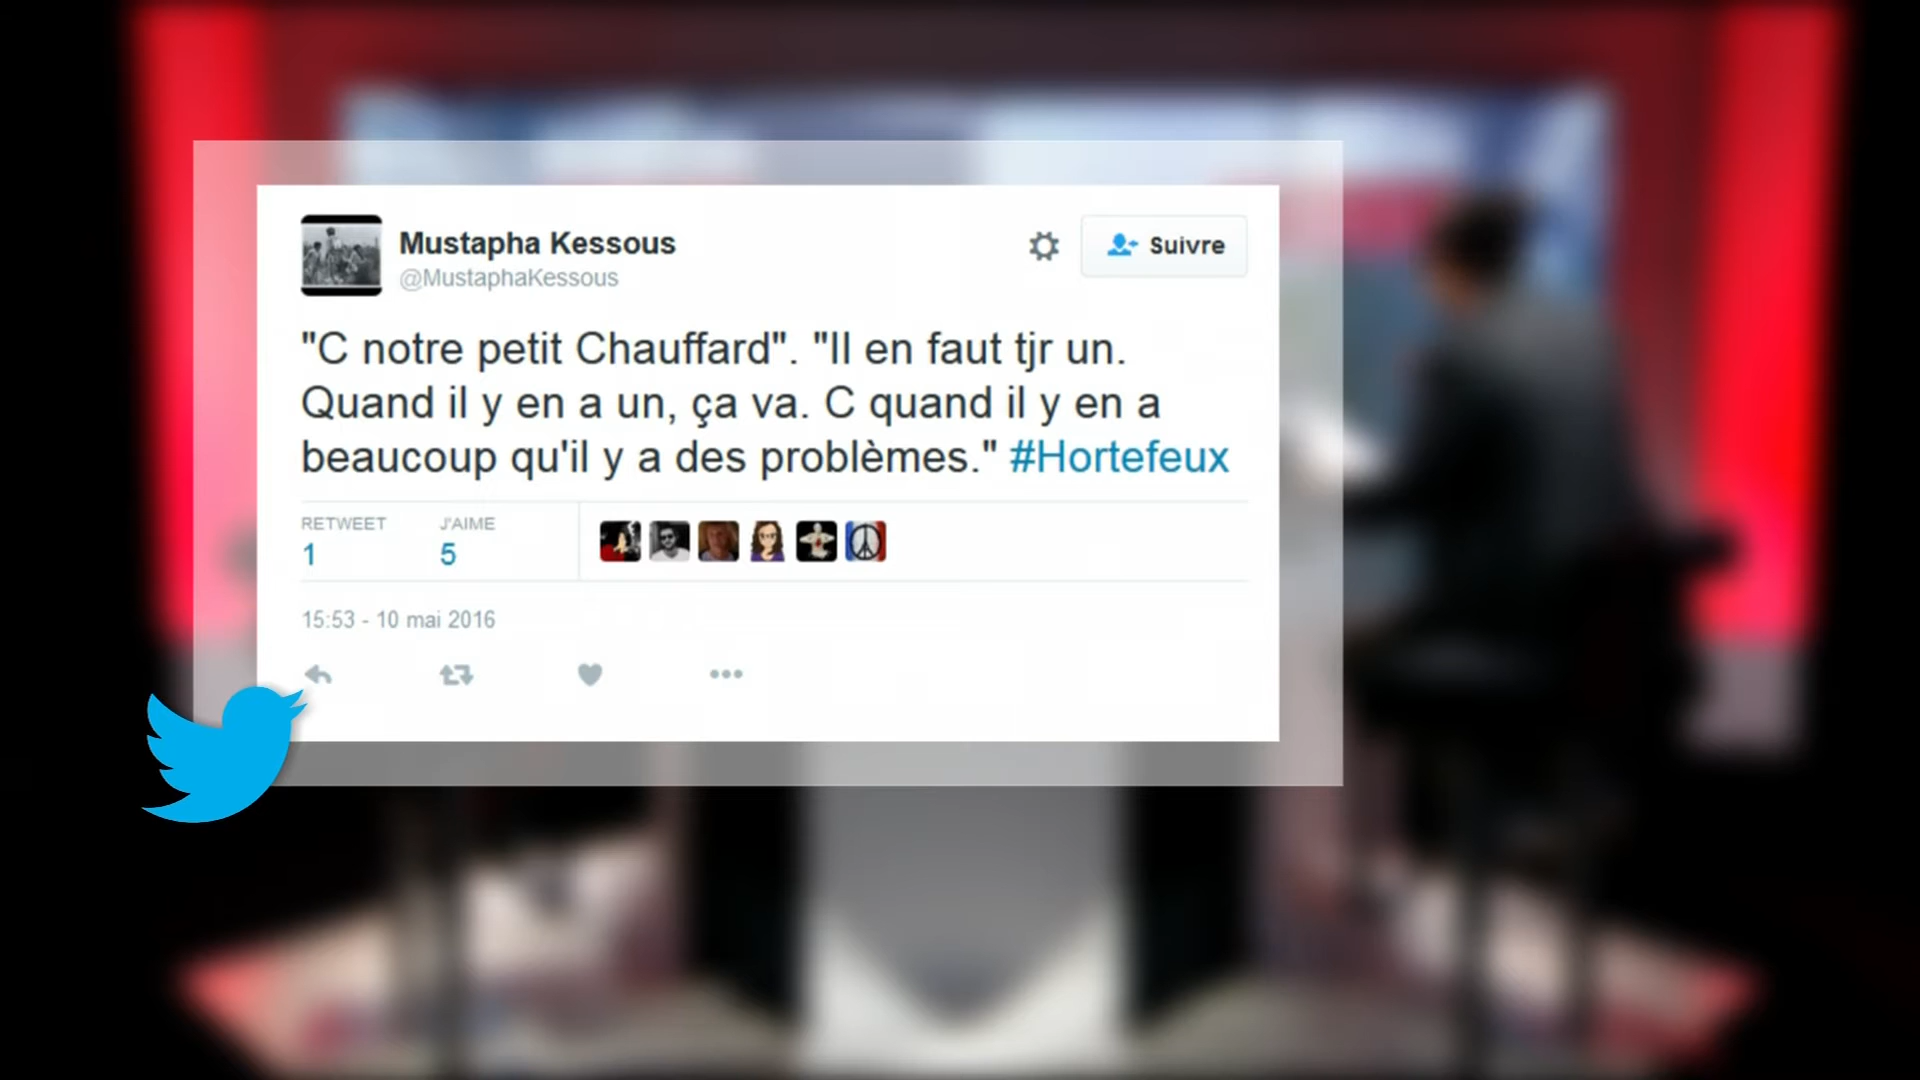 Mustapha Kessous
@MustaphaKessous
Suivre
"C notre petit Chauffard". "Il en faut tjr un.
Quand il y en a un, ça va. C quand il y en a
beaucoup qu'il y a des problèmes." #Hortefeux
RETWEET
1
J'AIME
5
15:53 - 10 mai 2016